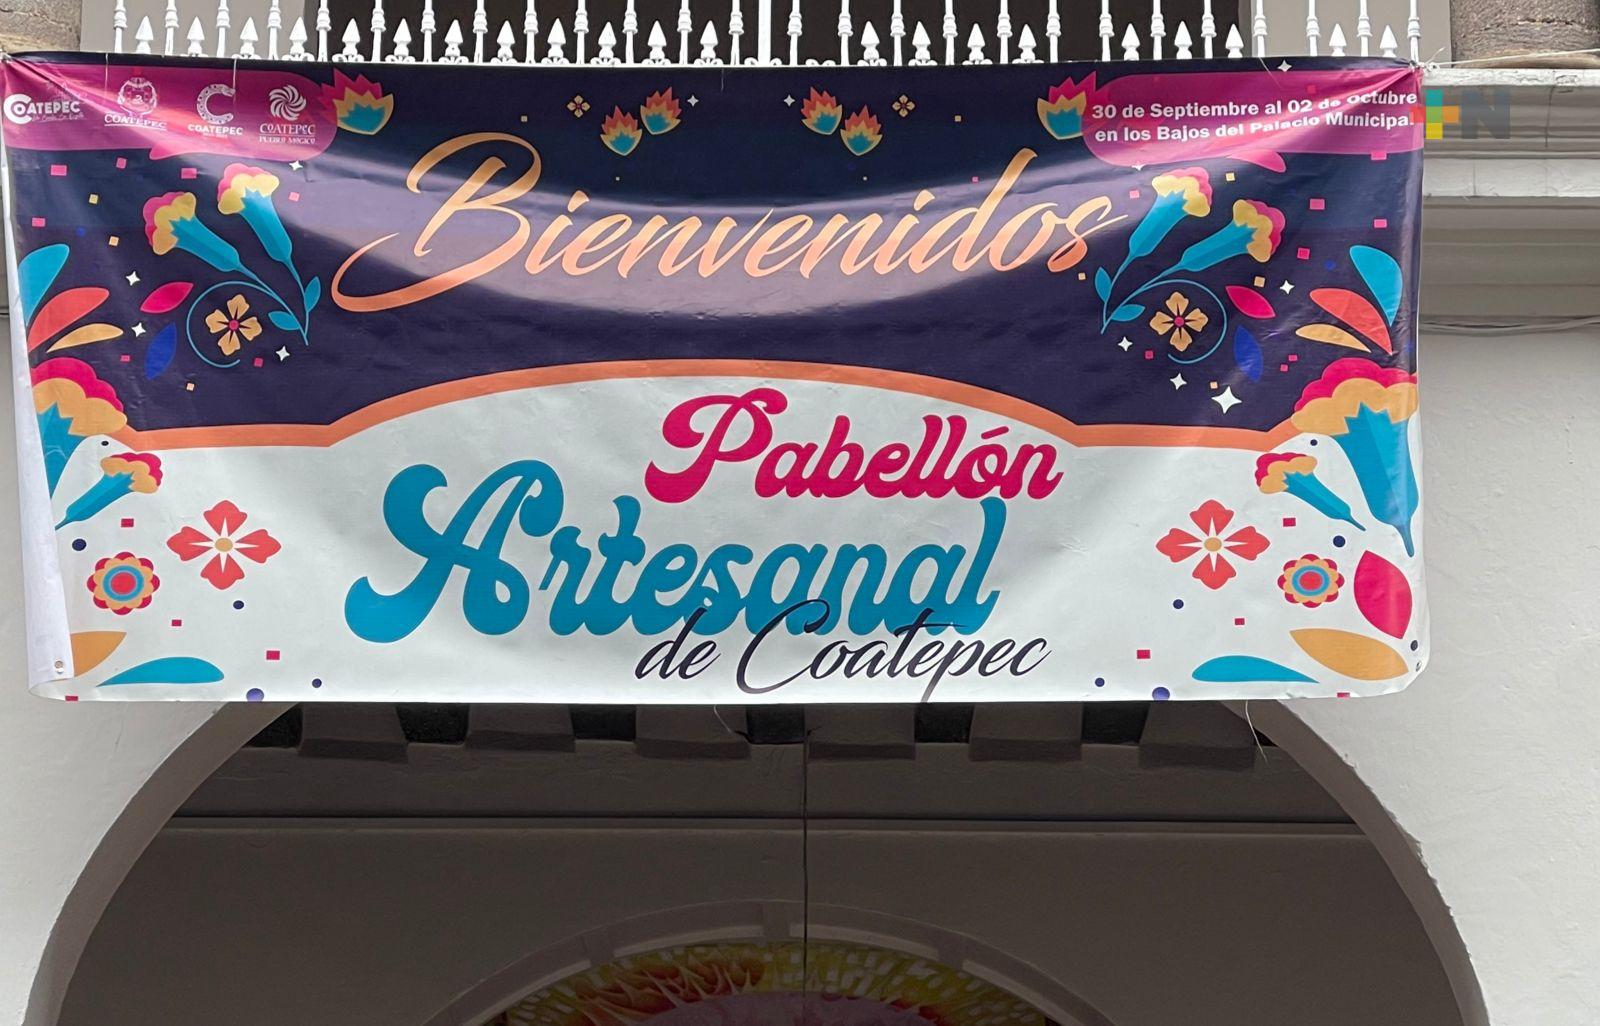 COATEPEC
COATEPEC
COATEPEC
COATEPEC
PUEBLO MÁGICO
30 de Septiembre al 02 de Octubre
en los Bajos del Palacio Municipal
+N
Bienvenidos
Pabellón
Artesanal
de Coatepec